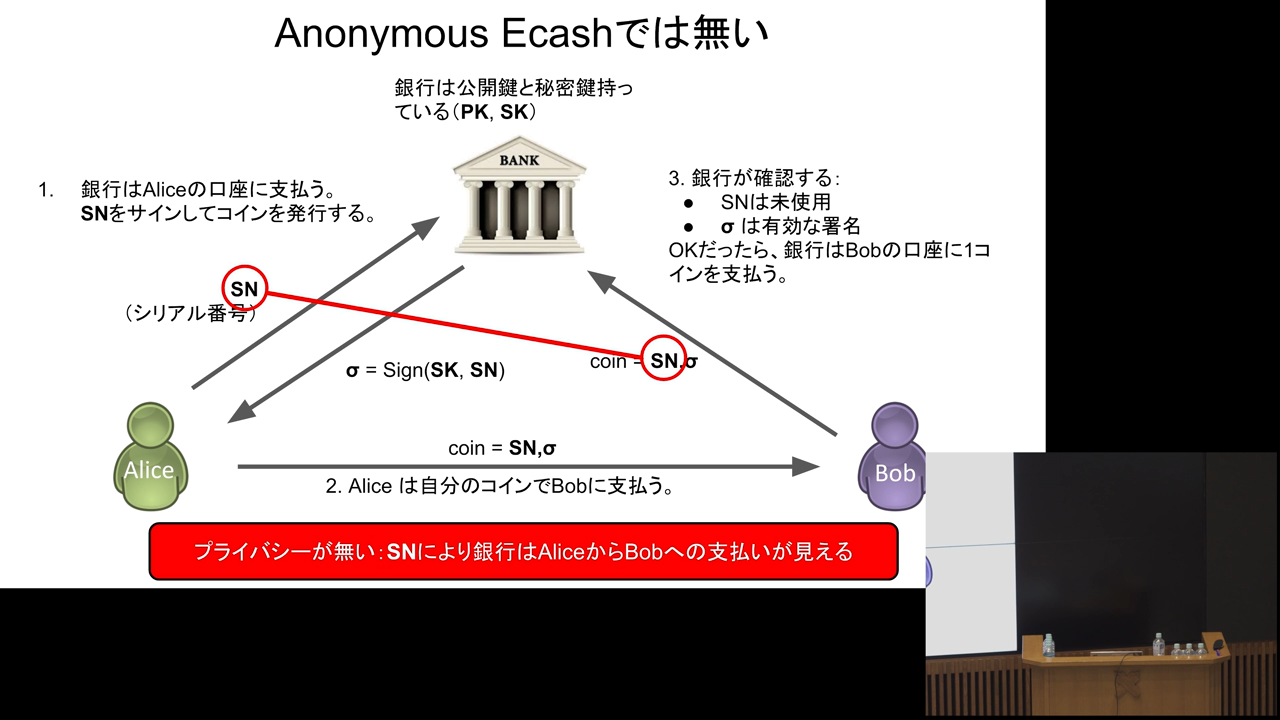 Anonymous Ecashでは無い
銀行は公開鍵と秘密鍵持っ
ている（PK, SK）
BANK
1. 銀行はAliceの口座に支払う。
SNをサインしてコインを発行する。
3. 銀行が確認する：
● SNは未使用
● σ は有効な署名
OKだったら、銀行はBobの口座に1コ
インを支払う。
SN
（シリアル番号）
σ = Sign(SK, SN)
coin = SN,σ
Alice
coin = SN,σ
2. Alice は自分のコインでBobに支払う。
Bob
プライバシーが無い：SNにより銀行はAliceからBobへの支払いが見える